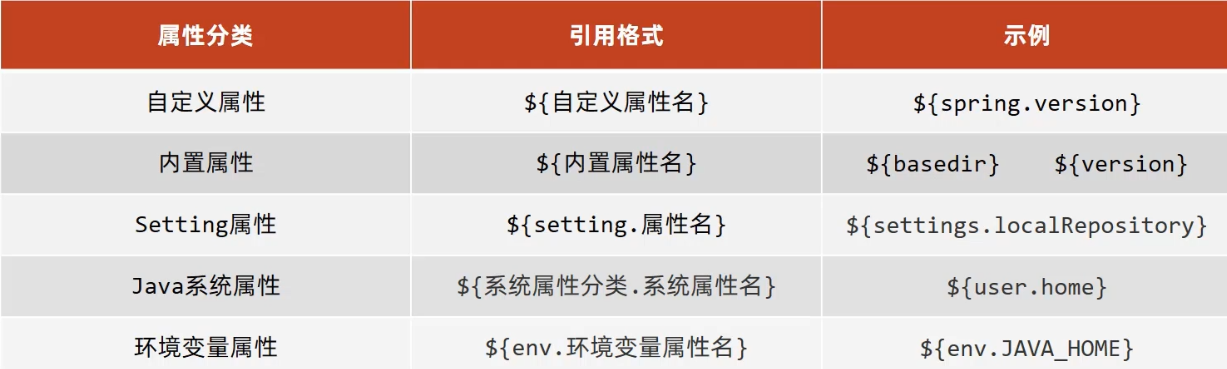 属性分类 引用格式 示例
自定义属性 ${自定义属性名} ${spring.version}
内置属性 ${内置属性名} ${basedir} ${version}
Setting属性 ${setting.属性名} ${settings.localRepository}
Java系统属性 ${系统属性分类.系统属性名} ${user.home}
环境变量属性 ${env.环境变量属性名} ${env.JAVA_HOME}